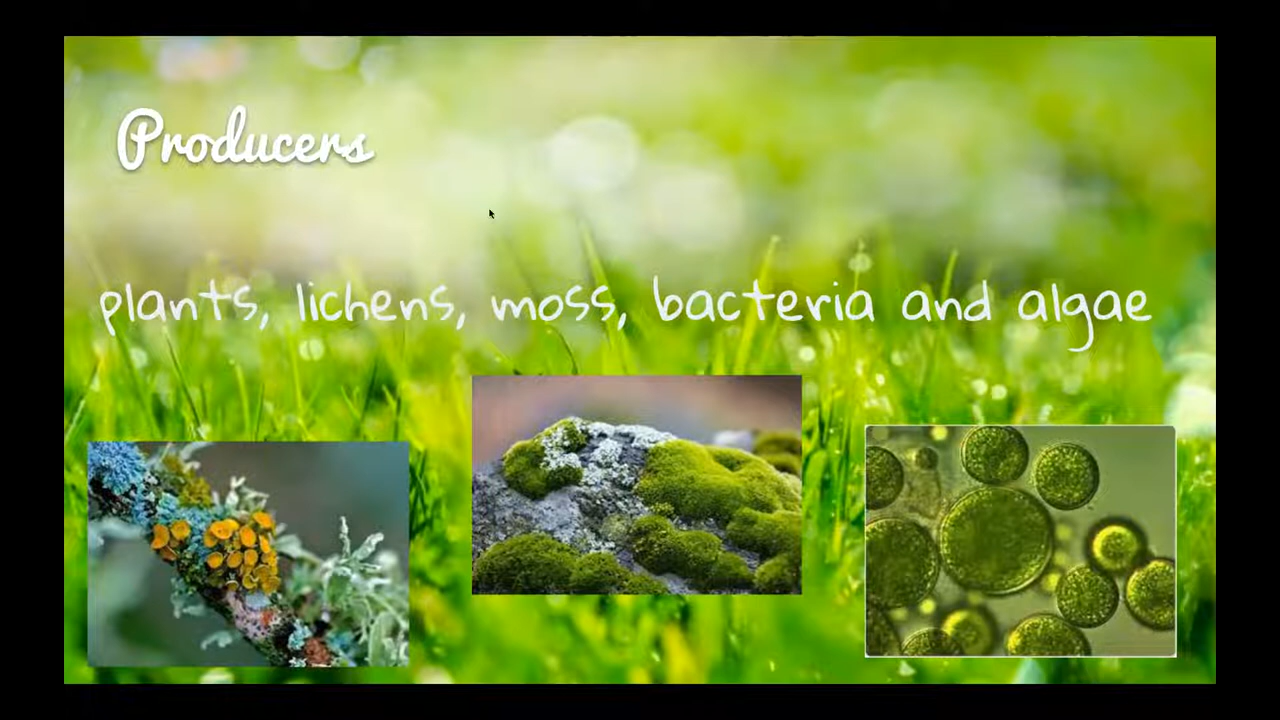 Producers
plants, lichens, moss, bacteria and algae